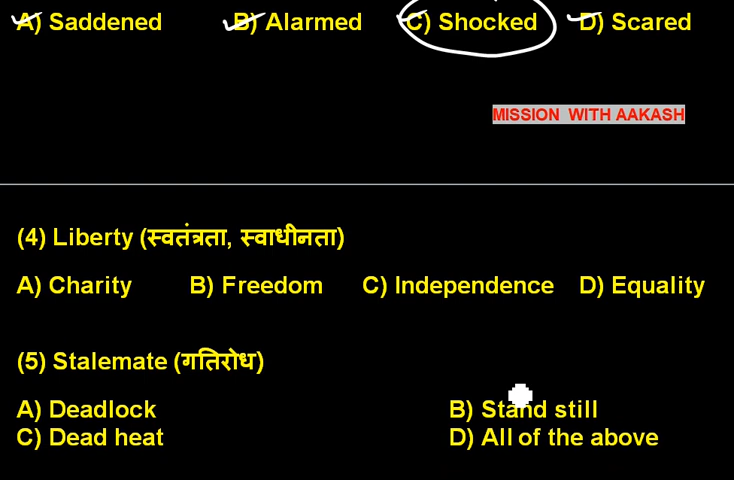 A) Saddened B) Alarmed C) Shocked D) Scared
MISSION WITH AAKASH
(4) Liberty (स्वतंत्रता, स्वाधीनता)
A) Charity B) Freedom C) Independence D) Equality
(5) Stalemate (गतिरोध)
A) Deadlock B) Stand still
C) Dead heat D) All of the above